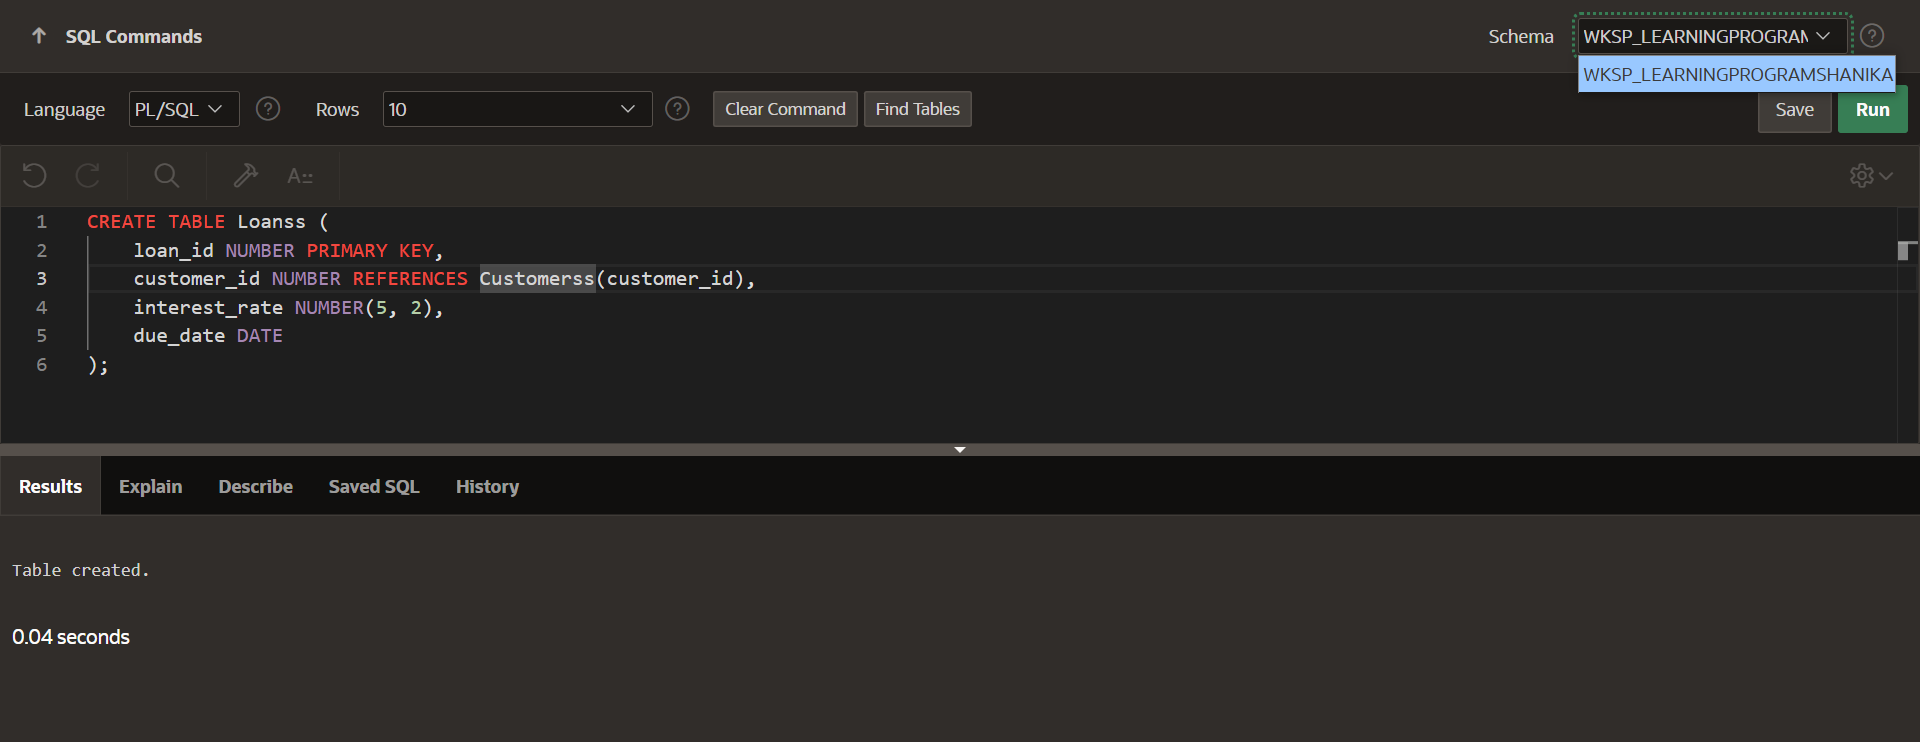 SQL Commands
Schema WKSP_LEARNINGPROGRAM
WKSP_LEARNINGPROGRAMSHANIKA
Language PL/SQL Rows 10 Clear Command Find Tables Save Run
1 CREATE TABLE Loanss (
2 loan_id NUMBER PRIMARY KEY,
3 customer_id NUMBER REFERENCES Customerss(customer_id),
4 interest_rate NUMBER(5, 2),
5 due_date DATE
6 );
Results Explain Describe Saved SQL History
Table created.
0.04 seconds